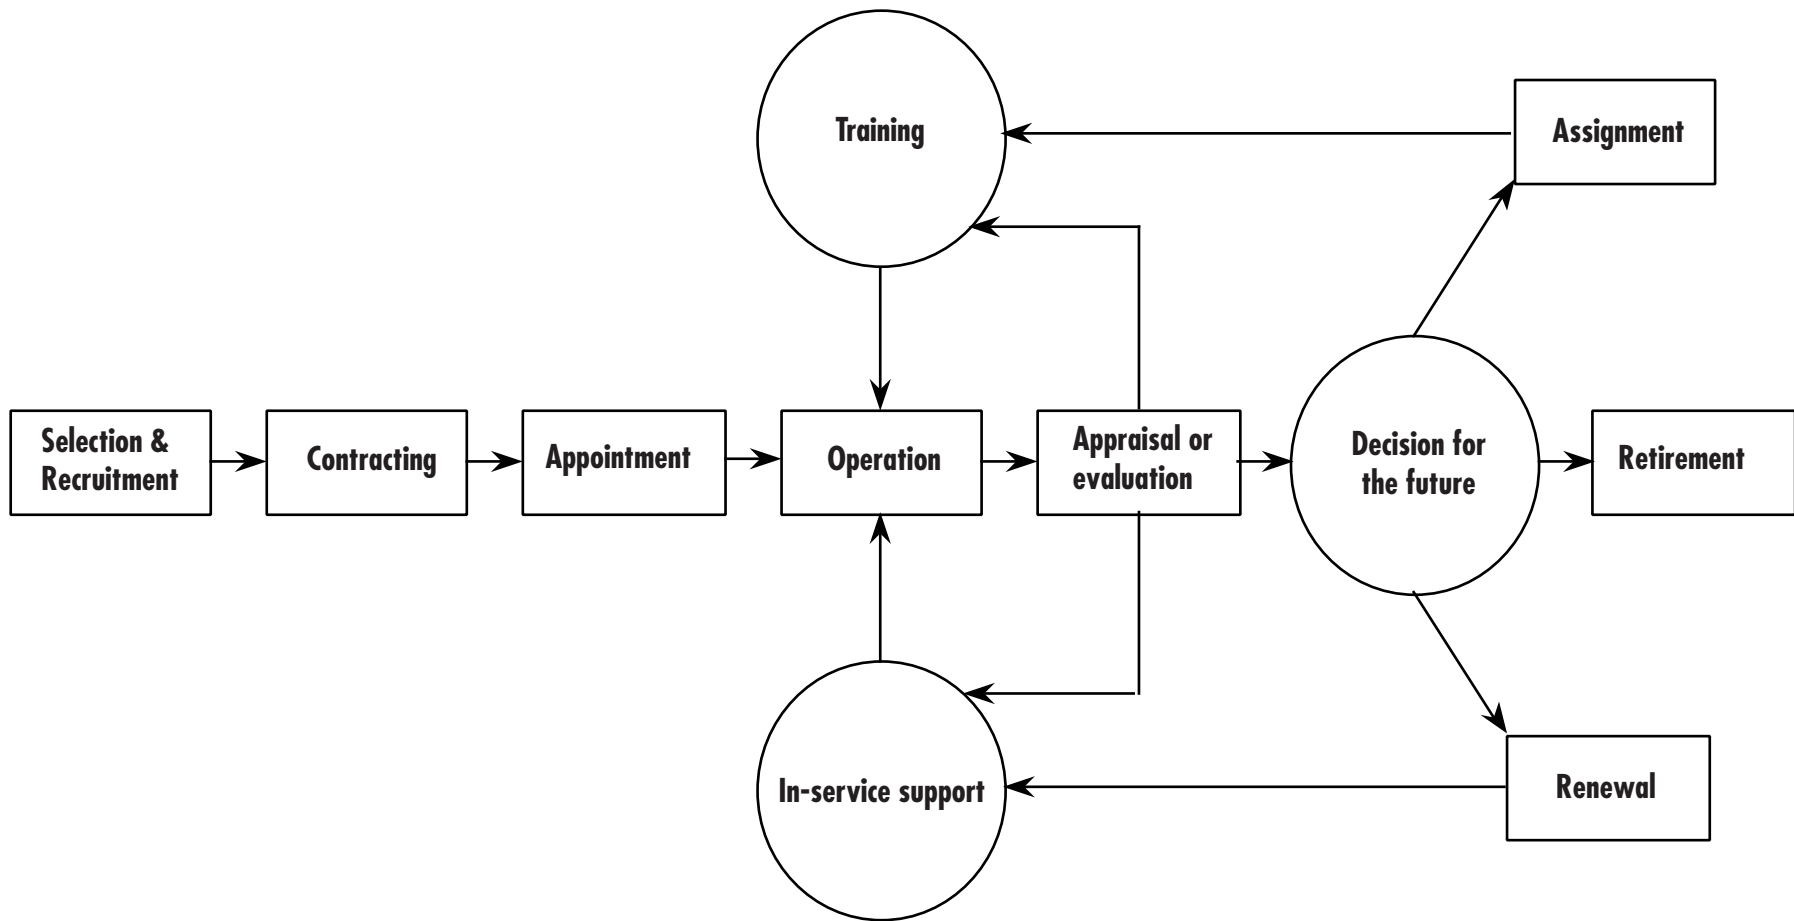 Training
Assignment
Selection &
Recruitment
Contracting
Appointment
Operation
Appraisal or
evaluation
Decision for
the future
Retirement
In-service support
Renewal